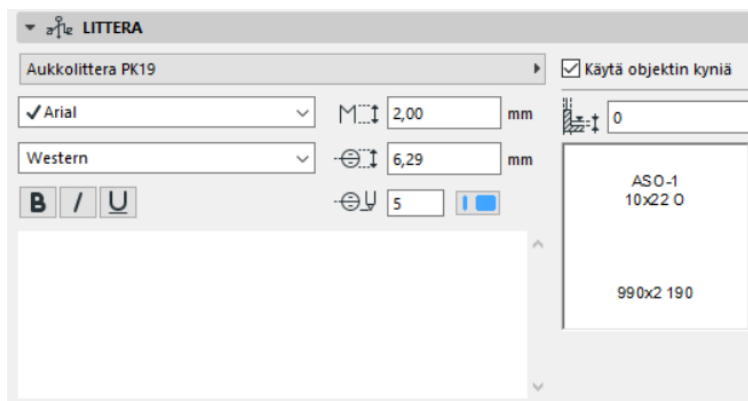 LITTERA
Aukkolittera PK19
Käytä objektin kyniä
Arial
2,00 mm
0
Western
6,29 mm
B I U
5
ASO-1
10x22 O
990x2 190